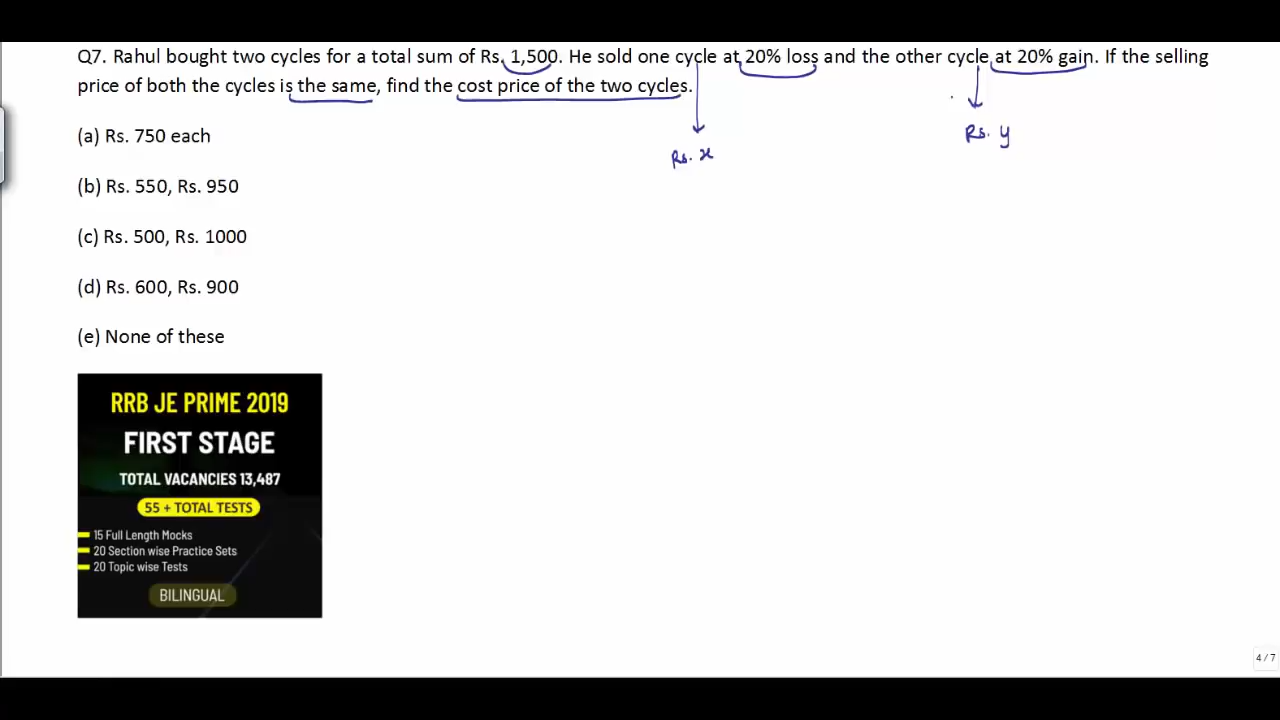 Q7. Rahul bought two cycles for a total sum of Rs. 1,500. He sold one cycle at 20% loss and the other cycle at 20% gain. If the selling
price of both the cycles is the same, find the cost price of the two cycles.
Rs. y
(a) Rs. 750 each
Rs. x
(b) Rs. 550, Rs. 950
(c) Rs. 500, Rs. 1000
(d) Rs. 600, Rs. 900
(e) None of these
RRB JE PRIME 2019
FIRST STAGE
TOTAL VACANCIES 13,487
55 + TOTAL TESTS
15 Full Length Mocks
20 Section wise Practice Sets
20 Topic wise Tests
BILINGUAL
4 / 7